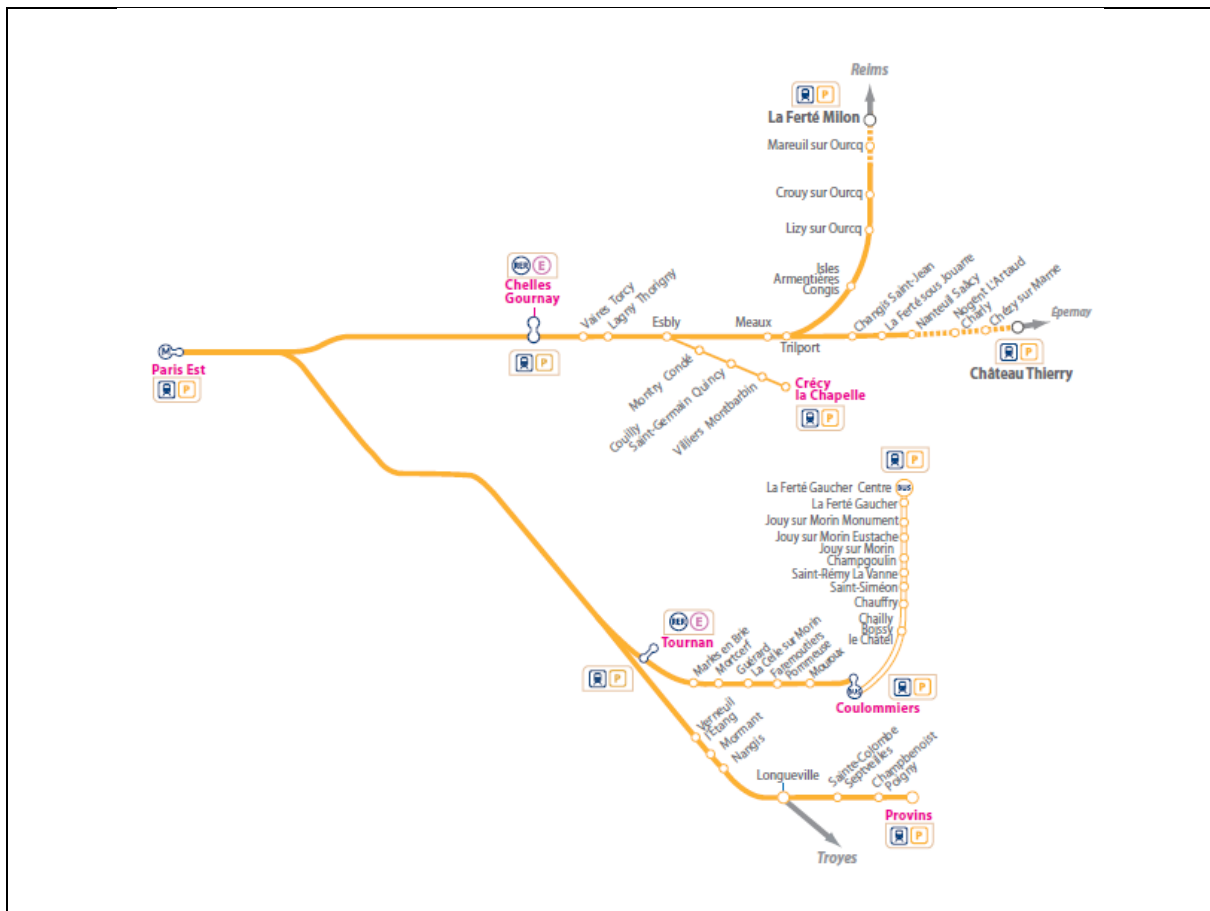 Reims
P
La Ferté Milon
Mareuil sur Ourcq
Crouy sur Ourcq
Lizy sur Ourcq
Isles
Armentières
Congis
RER E
Chelles
Gournay
Vaires Torcy
Lagny Thorigny
Esbly
Meaux
Trilport
Changis Saint-Jean
La Ferté sous Jouarre
Nanteuil Saâcy
Nogent L'Artaud
Charly
Chézy sur Marne
Épernay
P
Château Thierry
P
M
Paris Est
P
Montry Condé
Couilly
Saint-Germain Quincy
Villiers Montbarbin
Crécy
la Chapelle
P
P
La Ferté Gaucher Centre
BUS
La Ferté Gaucher
Jouy sur Morin Monument
Jouy sur Morin Eustache
Jouy sur Morin
Champgoulin
Saint-Rémy La Vanne
Saint-Siméon
Chauffry
Chailly
Boissy
le Châtel
RER E
Tournan
P
Marles en Brie
Mortcerf
Guérard
La Celle sur Morin
Faremoutiers
Pommeuse
Mouroux
BUS
P
Coulommiers
Verneuil
l'Étang
Mormant
Nangis
Longueville
Sainte-Colombe
Septveilles
Champbenoist
Poigny
Provins
P
Troyes